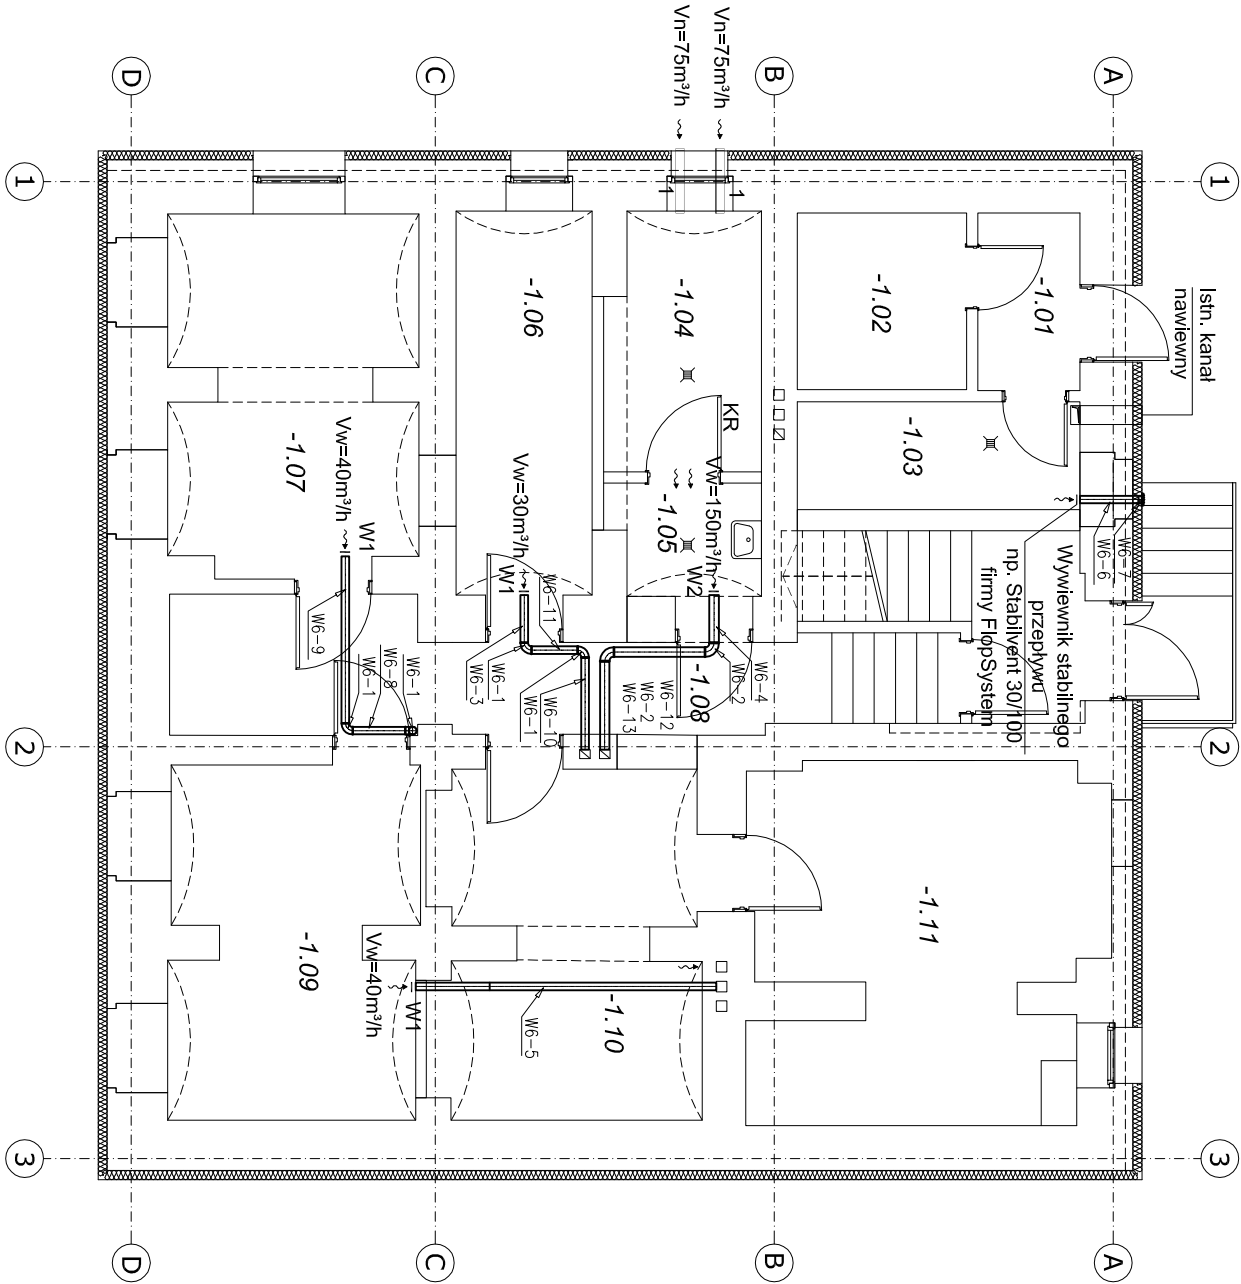 Vn=75m³/h
Vn=75m³/h
D
C
B
A
1
1
1
1
Istn. kanał
nawiewny
-1.01
-1.02
-1.03
-1.04
-1.06
KR
-1.05
-1.07
Vw=40m³/h
W1
Vw=30m³/h
W1
Vw=150m³/h
W2
W6-7
W6-6
Wywiewnik stabilnego
przepływu
np. Stabilvent 30/100
firmy FlopSystem
W6-9
W6-1
W6-8
W6-1
W6-11
W6-1
W6-3
W6-10
W6-1
W6-4
W6-2
-1.08
W6-12
W6-2
W6-13
2
2
-1.11
-1.09
Vw=40m³/h
W1
-1.10
W6-5
3
3
D
C
B
A